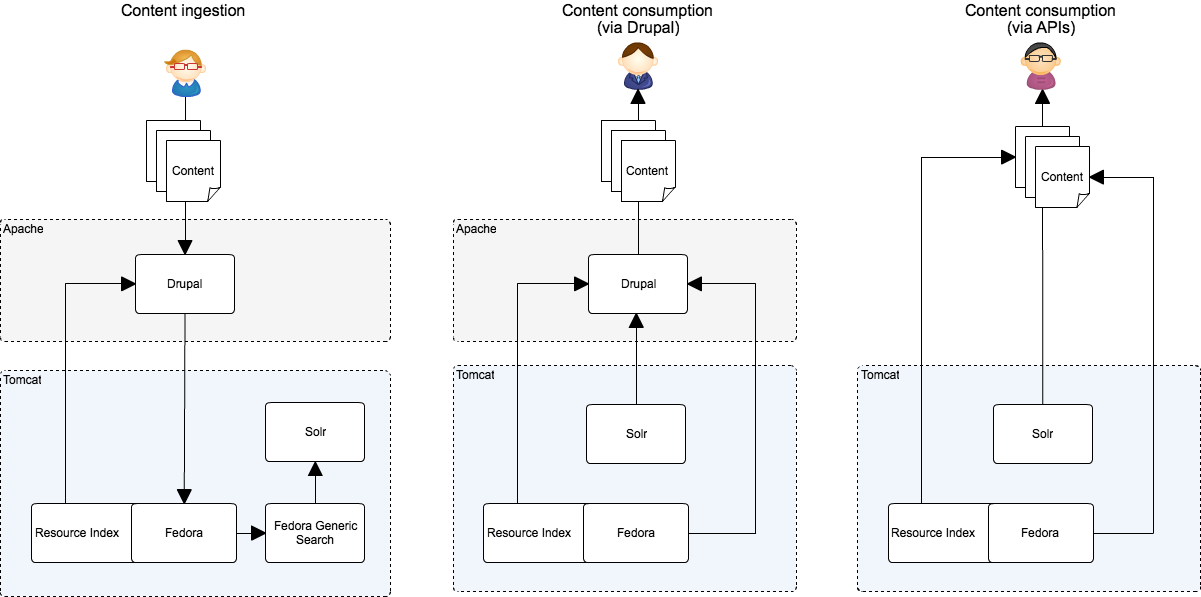 Content ingestion
Content
Apache
Drupal
Tomcat
Solr
Resource Index
Fedora
Fedora Generic
Search
Content consumption
(via Drupal)
Content
Apache
Drupal
Tomcat
Solr
Resource Index
Fedora
Content consumption
(via APIs)
Content
Tomcat
Solr
Resource Index
Fedora